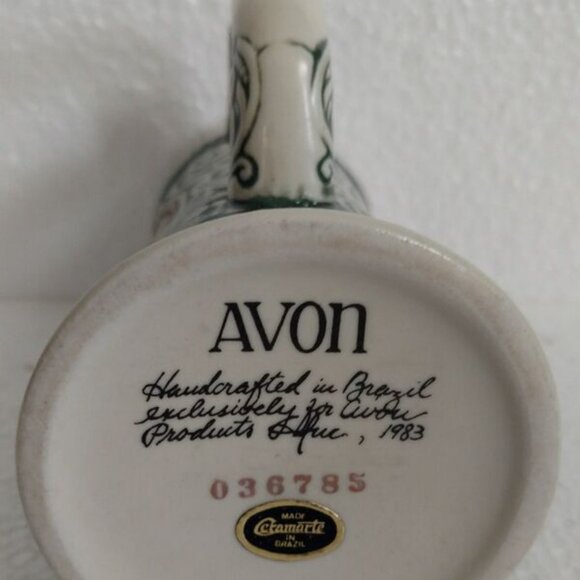 AVON
Handcrafted in Brazil
exclusively for Avon
Products Inc., 1983
036785
MADE
Ceramarte
IN
BRAZIL